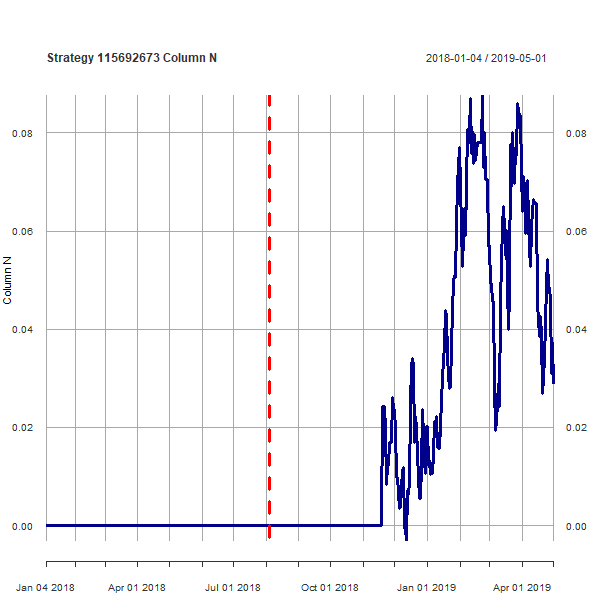 Strategy 115692673 Column N
2018-01-04 / 2019-05-01
0.08
0.06
0.04
0.02
0.00
Column N
0.08
0.06
0.04
0.02
0.00
Jan 04 2018
Apr 01 2018
Jul 01 2018
Oct 01 2018
Jan 01 2019
Apr 01 2019